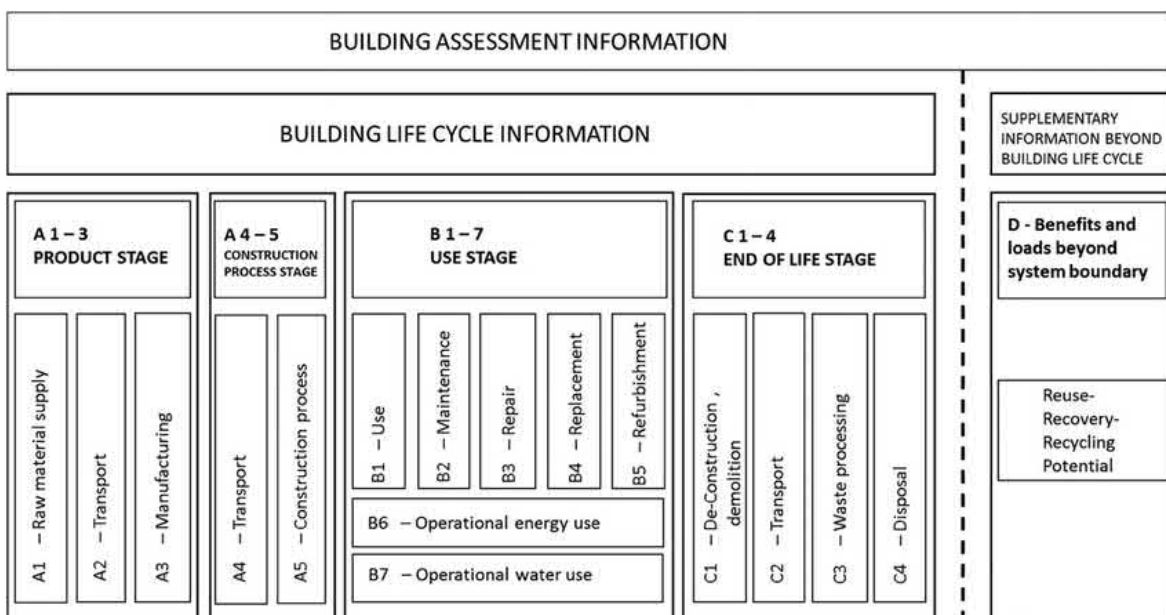 BUILDING ASSESSMENT INFORMATION
BUILDING LIFE CYCLE INFORMATION
SUPPLEMENTARY
INFORMATION BEYOND
BUILDING LIFE CYCLE
A 1 – 3
PRODUCT STAGE
A 4 – 5
CONSTRUCTION
PROCESS STAGE
B 1 – 7
USE STAGE
C 1 – 4
END OF LIFE STAGE
D - Benefits and
loads beyond
system boundary
A1 – Raw material supply
A2 – Transport
A3 – Manufacturing
A4 – Transport
A5 – Construction process
B1 – Use
B2 – Maintenance
B3 – Repair
B4 – Replacement
B5 – Refurbishment
B6 – Operational energy use
B7 – Operational water use
C1 – De-Construction ,
demolition
C2 – Transport
C3 – Waste processing
C4 – Disposal
Reuse-
Recovery-
Recycling
Potential